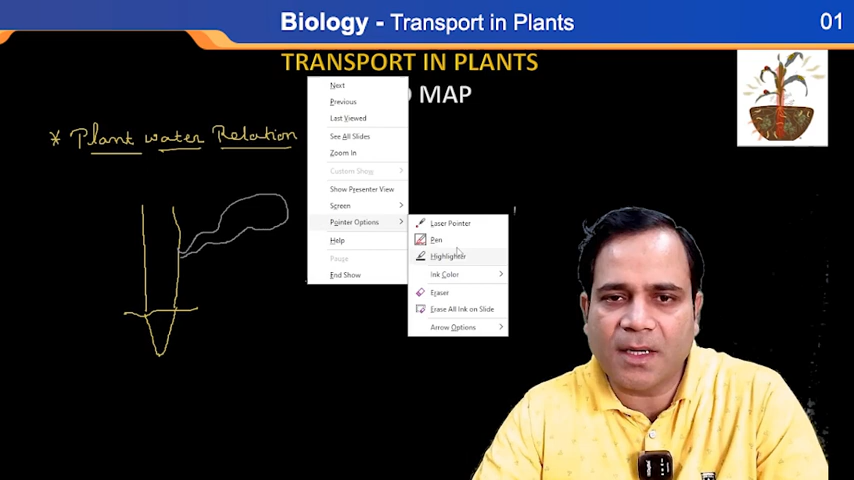 Biology - Transport in Plants
01
TRANSPORT IN PLANTS
MAP
* Plant water Relation
Next
Previous
Last Viewed
See All Slides
Zoom In
Custom Show
Show Presenter View
Screen
Pointer Options
Help
Pause
End Show
Laser Pointer
Pen
Highlighter
Ink Color
Eraser
Erase All Ink on Slide
Arrow Options